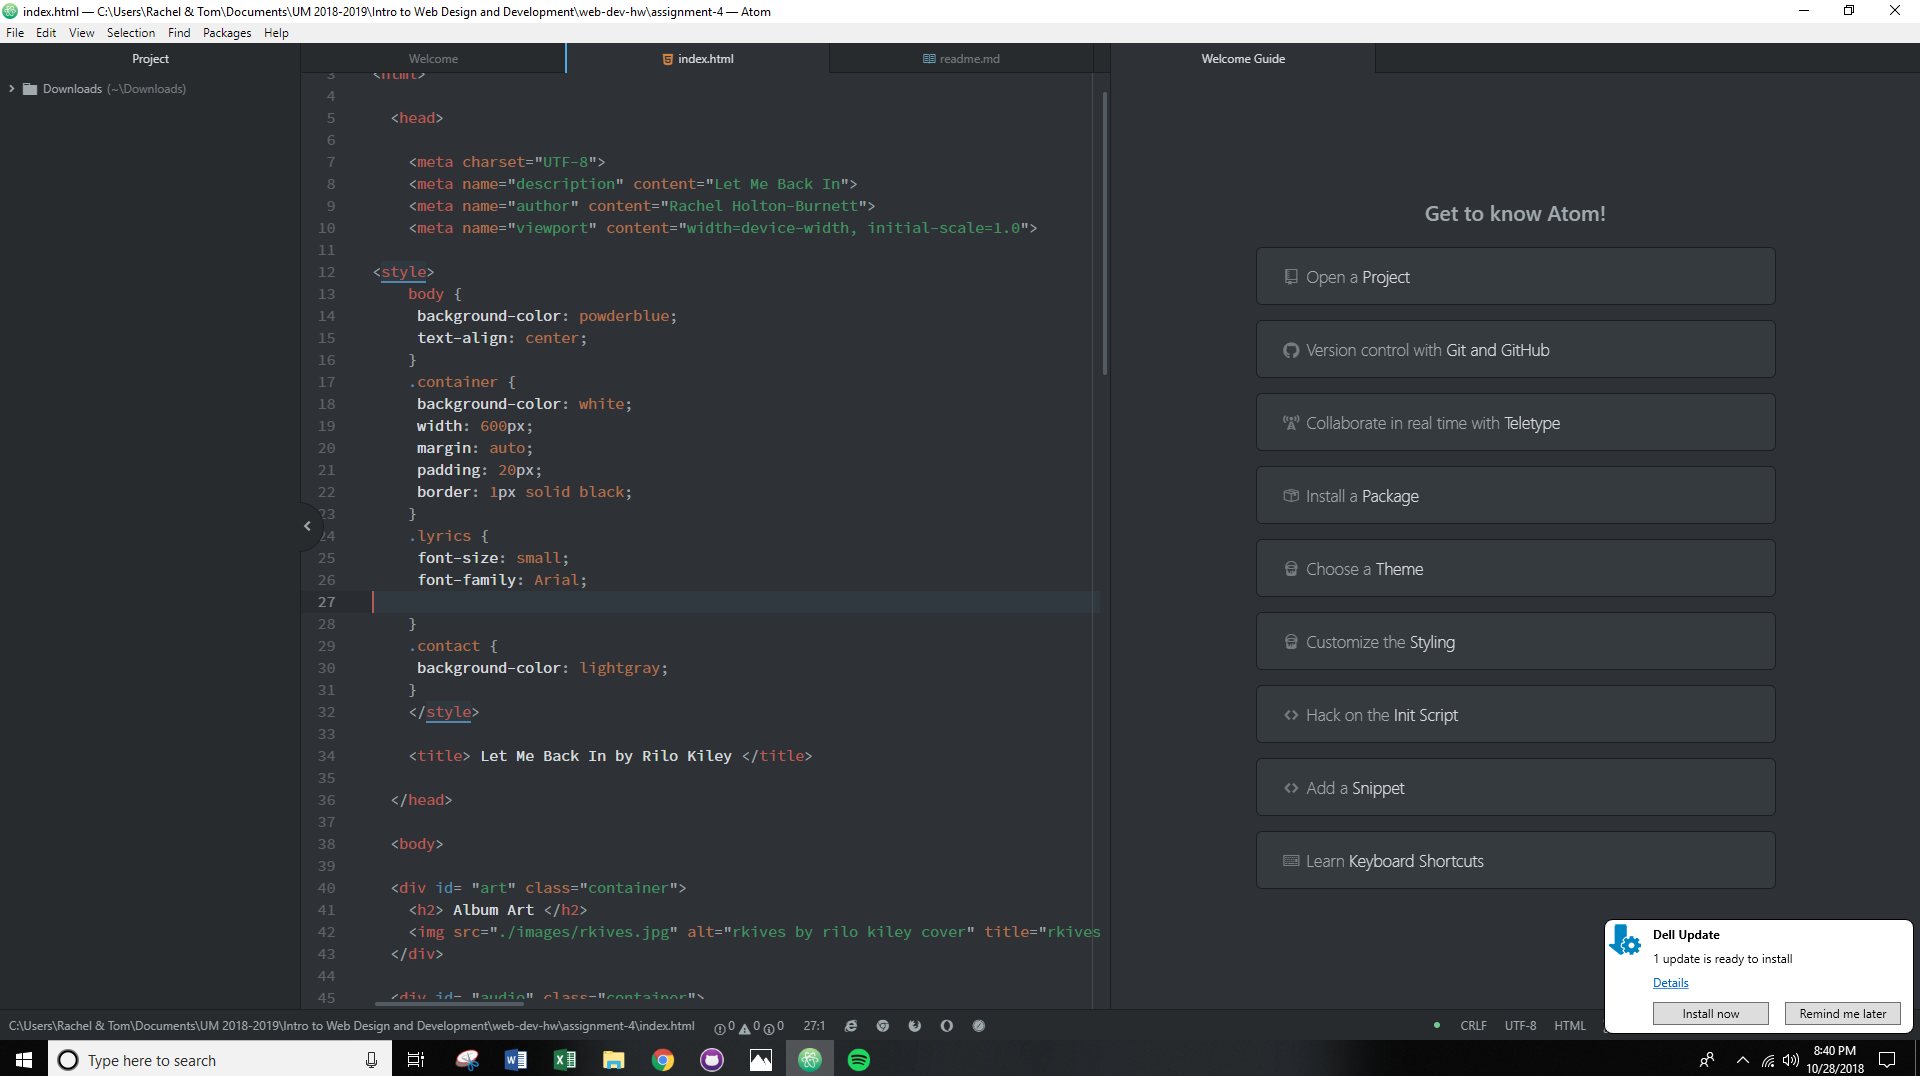 index.html — C:\Users\Rachel & Tom\Documents\UM 2018-2019\Intro to Web Design and Development\web-dev-hw\assignment-4 — Atom
File Edit View Selection Find Packages Help
Project
Downloads (~\Downloads)
Welcome index.html readme.md
3 <html>
4
5 <head>
6
7 <meta charset="UTF-8">
8 <meta name="description" content="Let Me Back In">
9 <meta name="author" content="Rachel Holton-Burnett">
10 <meta name="viewport" content="width=device-width, initial-scale=1.0">
11
12 <style>
13 body {
14 background-color: powderblue;
15 text-align: center;
16 }
17 .container {
18 background-color: white;
19 width: 600px;
20 margin: auto;
21 padding: 20px;
22 border: 1px solid black;
23 }
24 .lyrics {
25 font-size: small;
26 font-family: Arial;
27
28 }
29 .contact {
30 background-color: lightgray;
31 }
32 </style>
33
34 <title> Let Me Back In by Rilo Kiley </title>
35
36 </head>
37
38 <body>
39
40 <div id= "art" class="container">
41 <h2> Album Art </h2>
42 <img src="./images/rkives.jpg" alt="rkives by rilo kiley cover" title="rkives
43 </div>
44
45 <div id= "audio" class="container">
Welcome Guide
Get to know Atom!
Open a Project
Version control with Git and GitHub
Collaborate in real time with Teletype
Install a Package
Choose a Theme
Customize the Styling
Hack on the Init Script
Add a Snippet
Learn Keyboard Shortcuts
Dell Update
1 update is ready to install
Details
Install now Remind me later
C:\Users\Rachel & Tom\Documents\UM 2018-2019\Intro to Web Design and Development\web-dev-hw\assignment-4\index.html 0 0 0 27:1 CRLF UTF-8 HTML
Type here to search
8:40 PM
10/28/2018